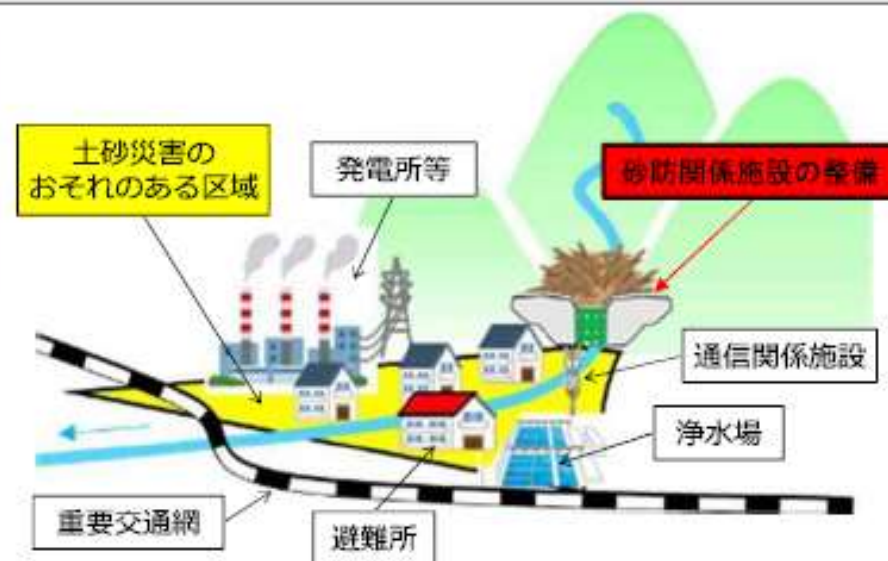 土砂災害の
おそれのある区域
発電所等
砂防関係施設の整備
通信関係施設
浄水場
重要交通網
避難所